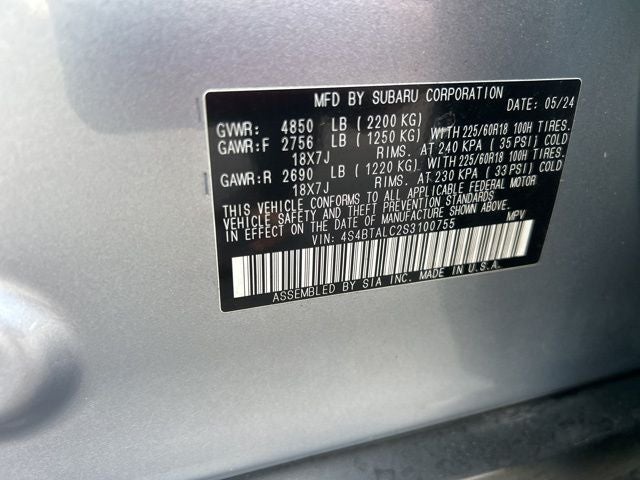 MFD BY SUBARU CORPORATION DATE: 05/24
GVWR: 4850 LB (2200 KG)
GAWR:F 2756 LB (1250 KG) WITH 225/60R18 100H TIRES.
18X7J RIMS. AT 240 KPA (35 PSI) COLD
GAWR:R 2690 LB (1220 KG) WITH 225/60R18 100H TIRES.
18X7J RIMS. AT 230 KPA (33 PSI) COLD
THIS VEHICLE CONFORMS TO ALL APPLICABLE FEDERAL MOTOR
VEHICLE SAFETY AND THEFT PREVENTION STANDARDS
IN EFFECT ON THE DATE OF MANUFACTURE SHOWN ABOVE.
VIN: 4S4BTALC2S3100755 MPV
ASSEMBLED BY SIA INC. MADE IN U.S.A.